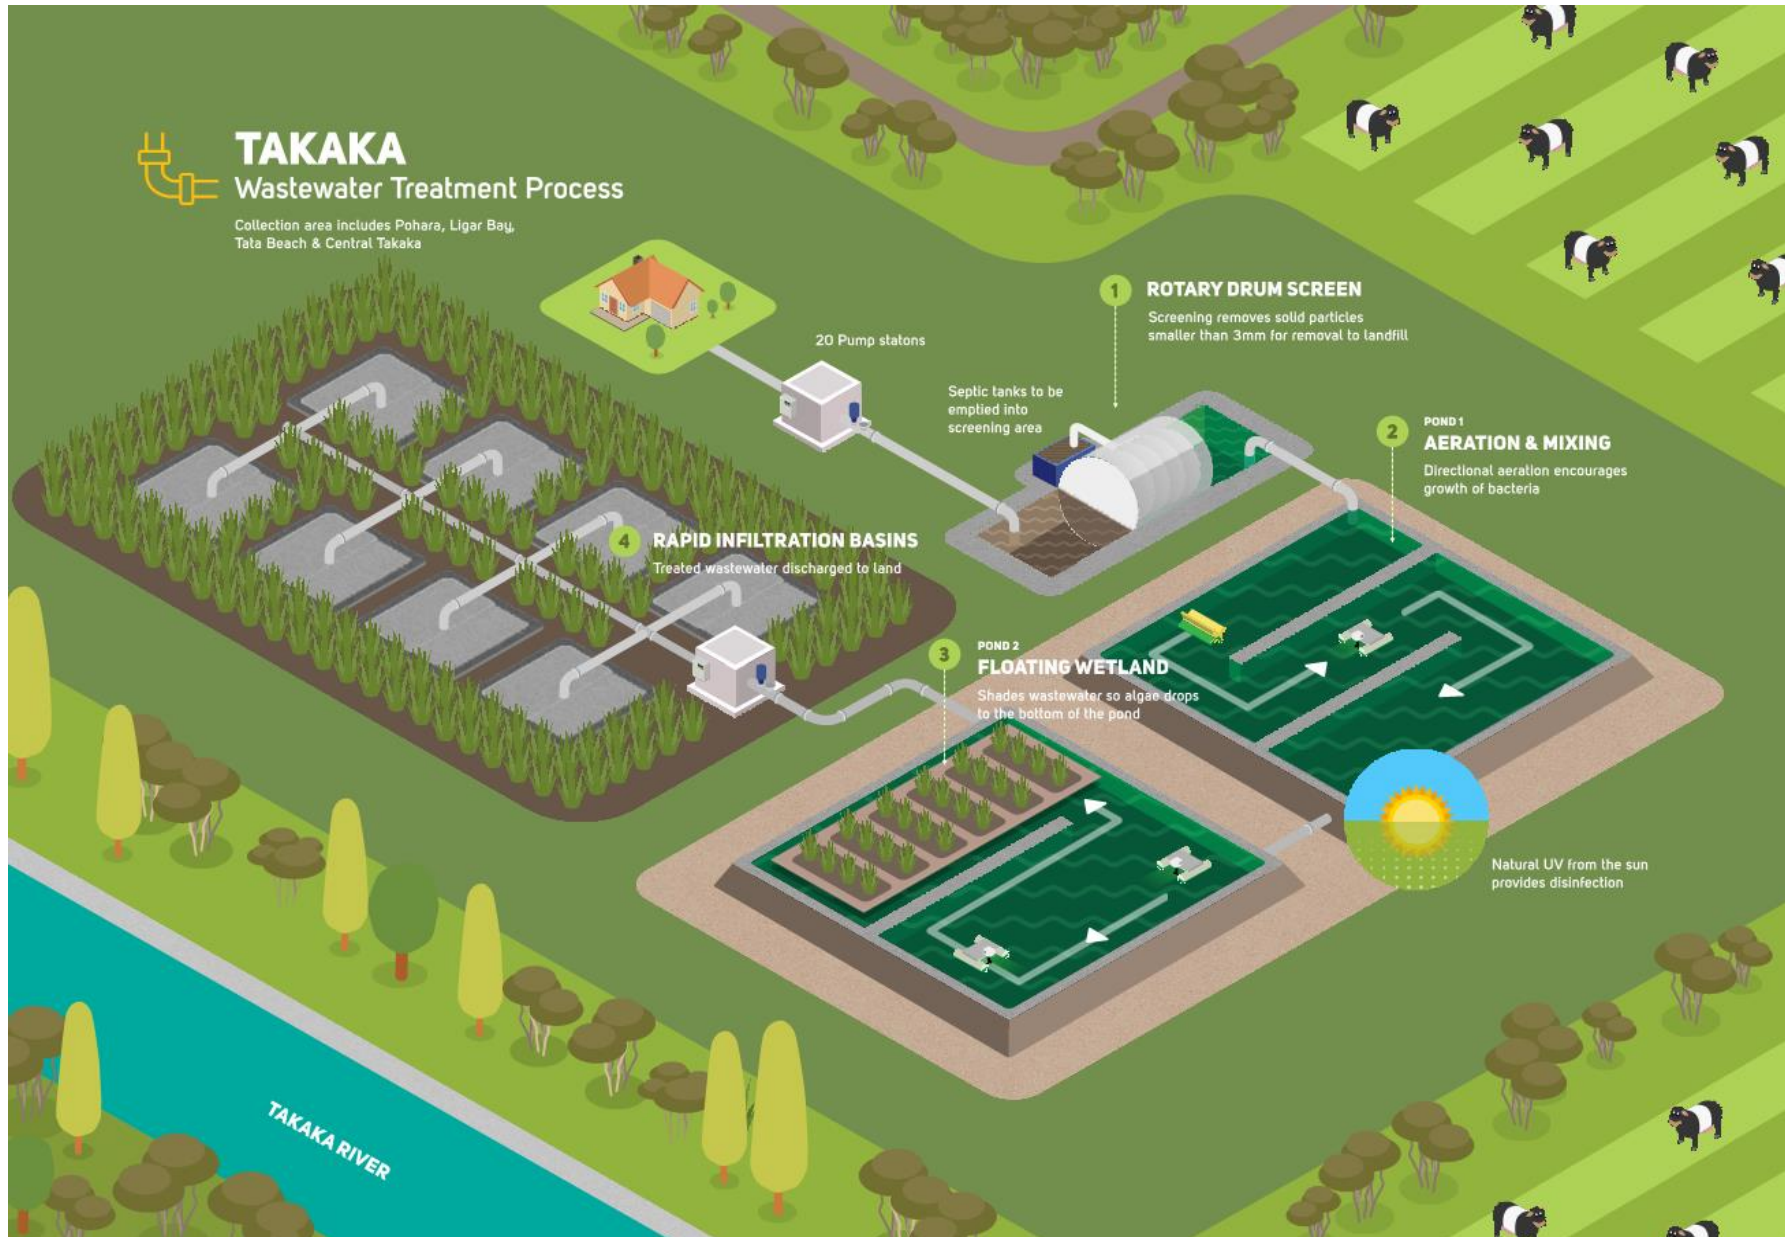 TAKAKA
Wastewater Treatment Process
Collection area includes Pohara, Ligar Bay,
Tata Beach & Central Takaka
20 Pump statons
Septic tanks to be
emptied into
screening area
1
ROTARY DRUM SCREEN
Screening removes solid particles
smaller than 3mm for removal to landfill
2
POND 1
AERATION & MIXING
Directional aeration encourages
growth of bacteria
3
POND 2
FLOATING WETLAND
Shades wastewater so algae drops
to the bottom of the pond
4
RAPID INFILTRATION BASINS
Treated wastewater discharged to land
Natural UV from the sun
provides disinfection
TAKAKA RIVER